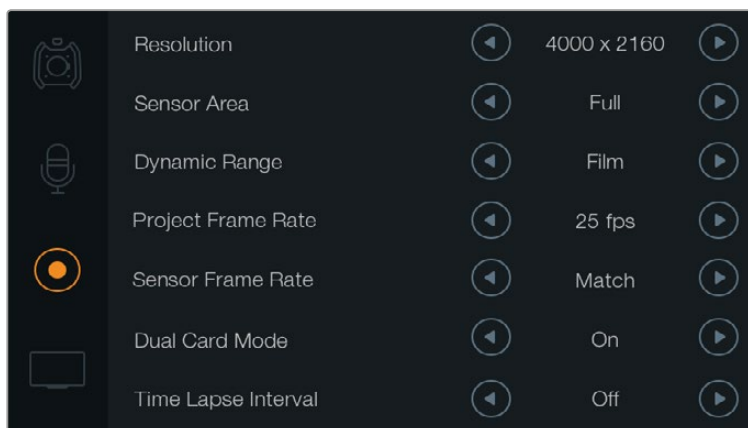 Resolution 4000 x 2160
Sensor Area Full
Dynamic Range Film
Project Frame Rate 25 fps
Sensor Frame Rate Match
Dual Card Mode On
Time Lapse Interval Off